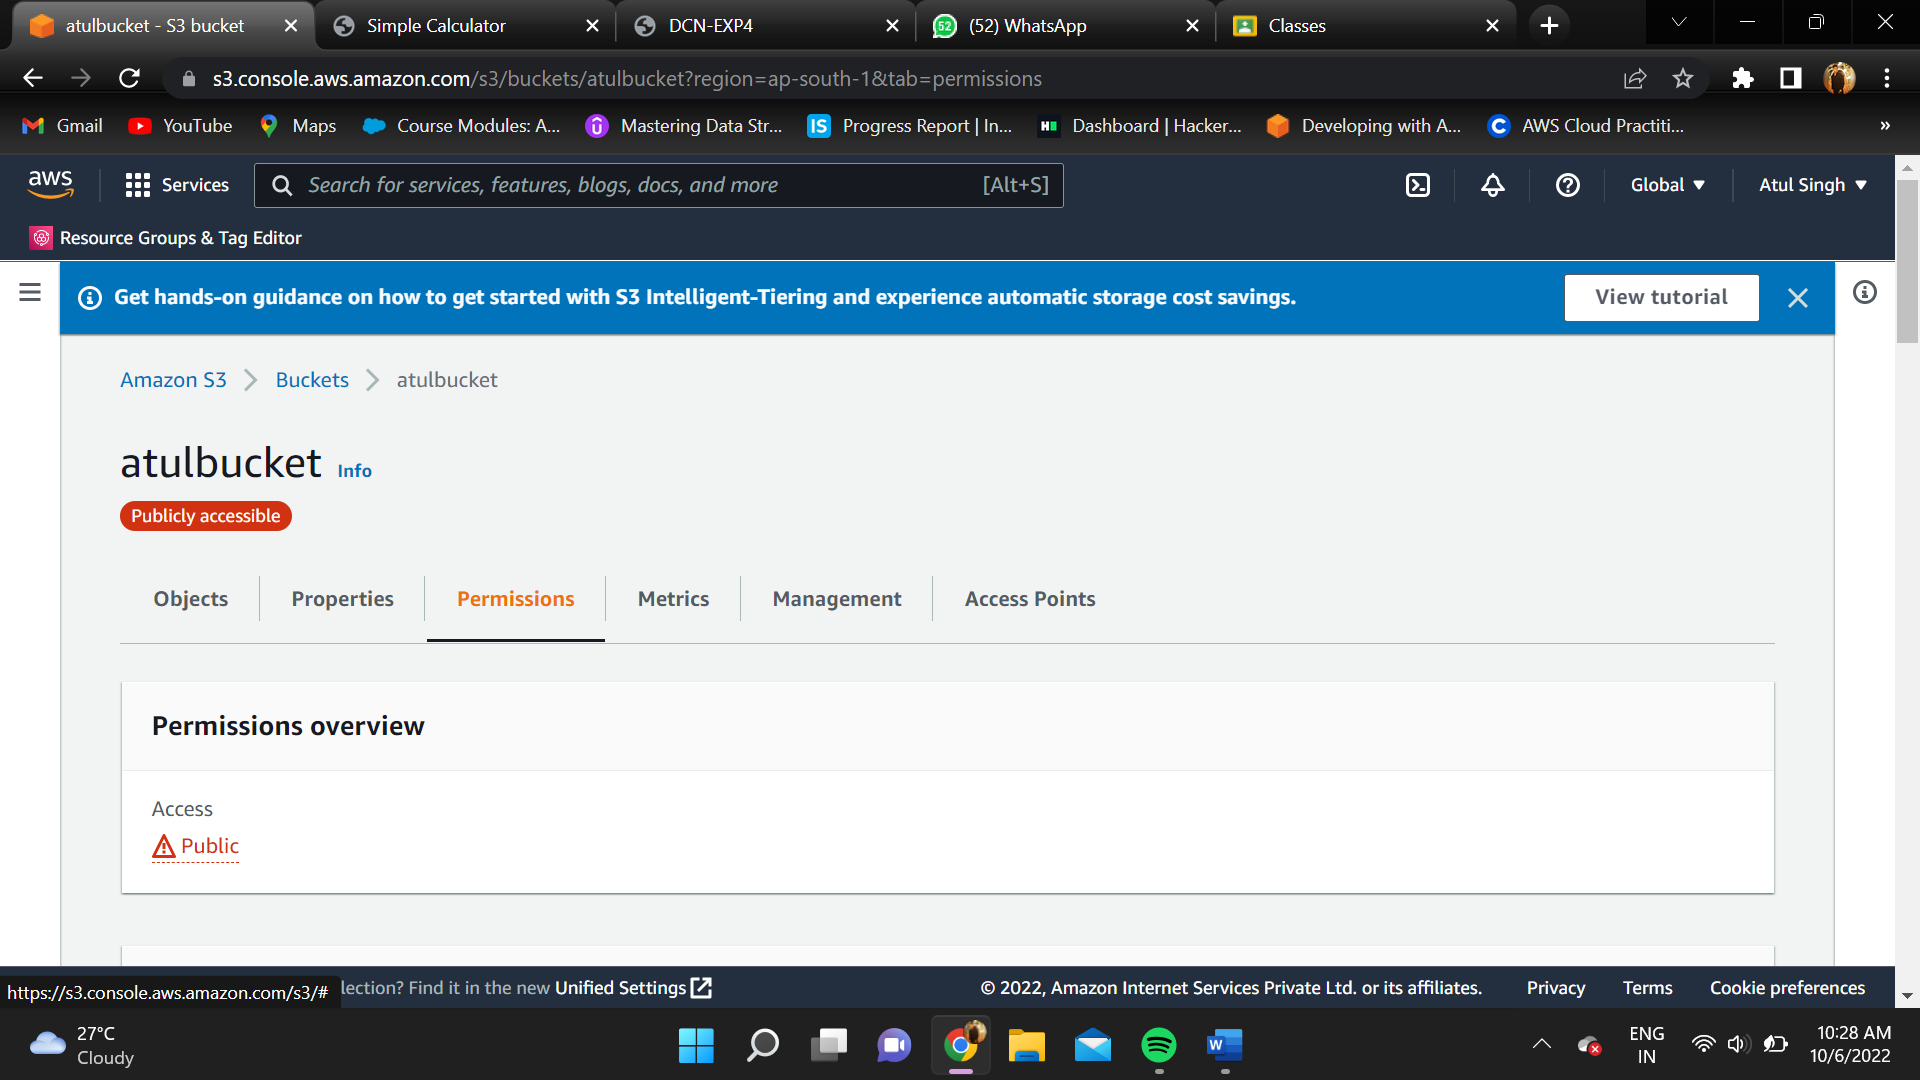 atulbucket - S3 bucket
Simple Calculator
DCN-EXP4
52
(52) WhatsApp
Classes
s3.console.aws.amazon.com/s3/buckets/atulbucket?region=ap-south-1&tab=permissions
Gmail
YouTube
Maps
Course Modules: A...
Mastering Data Str...
IS
Progress Report | In...
Dashboard | Hacker...
Developing with A...
C
AWS Cloud Practiti...
»
aws
Services
Search for services, features, blogs, docs, and more
[Alt+S]
Global
Atul Singh
Resource Groups & Tag Editor
Get hands-on guidance on how to get started with S3 Intelligent-Tiering and experience automatic storage cost savings.
View tutorial
Amazon S3
Buckets
atulbucket
atulbucket Info
Publicly accessible
Objects
Properties
Permissions
Metrics
Management
Access Points
Permissions overview
Access
Public
https://s3.console.aws.amazon.com/s3/#
lection? Find it in the new Unified Settings
© 2022, Amazon Internet Services Private Ltd. or its affiliates.
Privacy
Terms
Cookie preferences
27°C
Cloudy
W
ENG
IN
10:28 AM
10/6/2022